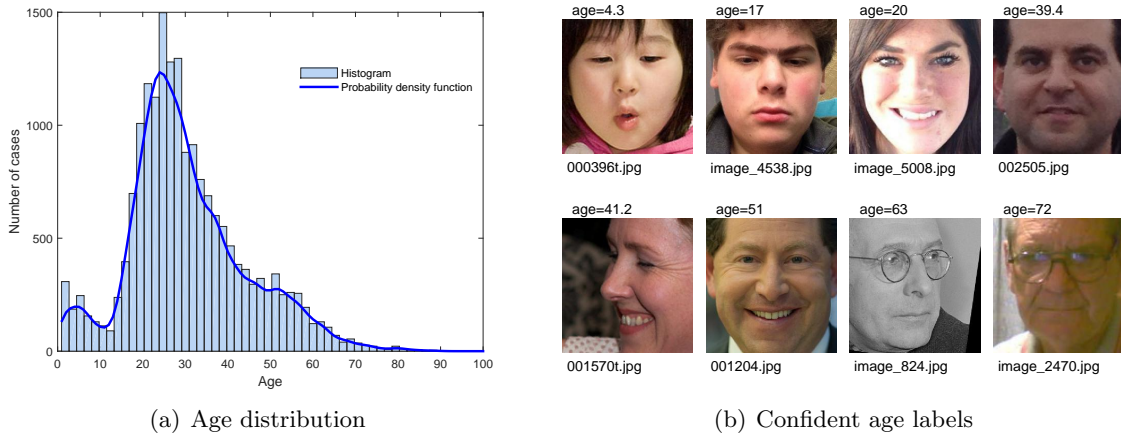 1500
1000
500
0
Number of cases
Histogram
Probability density function
0 10 20 30 40 50 60 70 80 90 100
Age
(a) Age distribution
age=4.3 age=17 age=20 age=39.4
000396t.jpg image_4538.jpg image_5008.jpg 002505.jpg
age=41.2 age=51 age=63 age=72
001570t.jpg 001204.jpg image_824.jpg image_2470.jpg
(b) Confident age labels